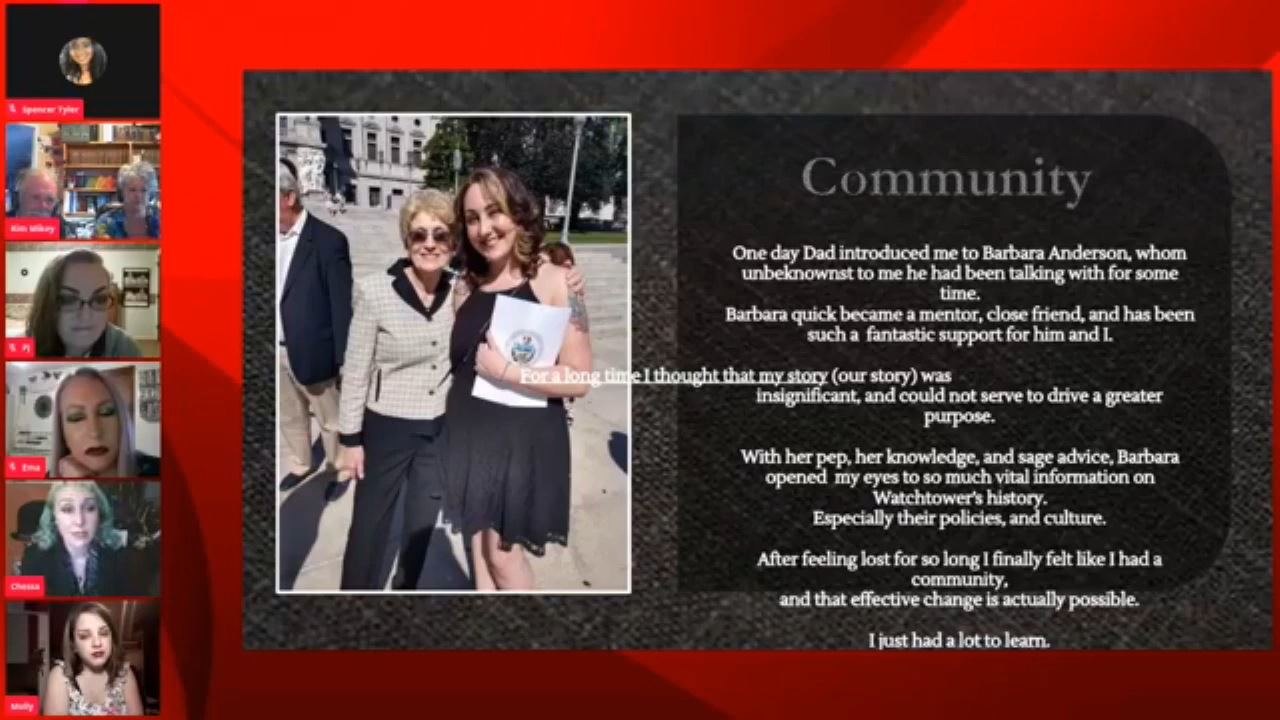 Spencer Tyler
Kim Mikey
Pj
Ema
Chessa
Molly
Community
One day Dad introduced me to Barbara Anderson, whom
unbeknownst to me he had been talking with for some
time.
Barbara quick became a mentor, close friend, and has been
such a fantastic support for him and I.
For a long time I thought that my story (our story) was
insignificant, and could not serve to drive a greater
purpose.
With her pep, her knowledge, and sage advice, Barbara
opened my eyes to so much vital information on
Watchtower's history.
Especially their policies, and culture.
After feeling lost for so long I finally felt like I had a
community,
and that effective change is actually possible.
I just had a lot to learn.